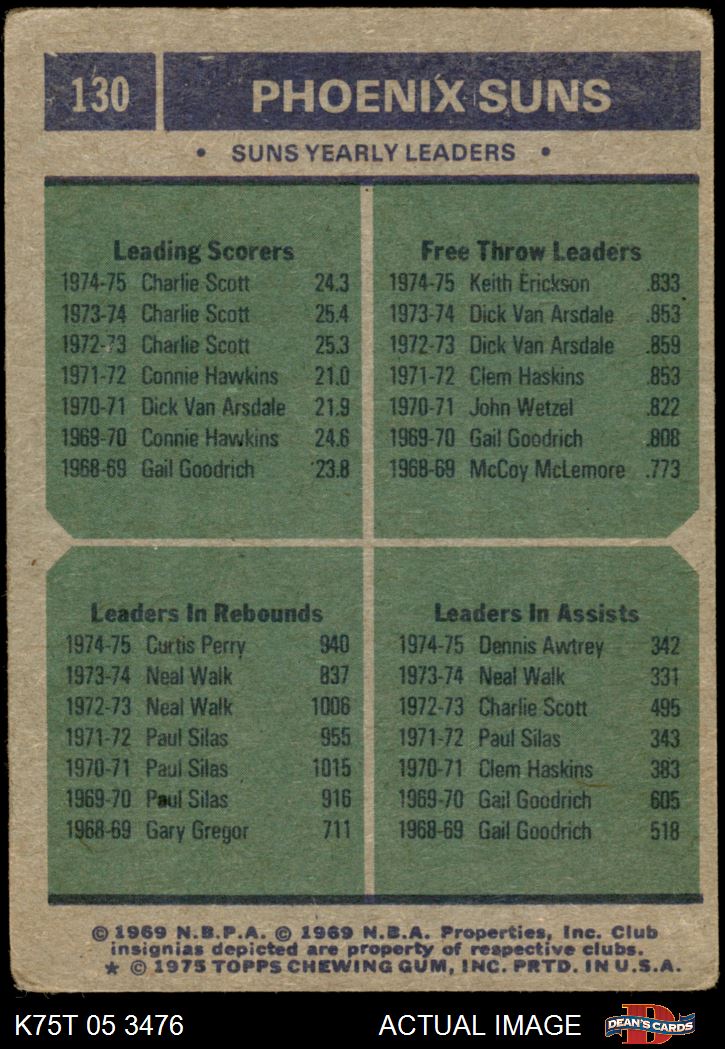 130 PHOENIX SUNS
• SUNS YEARLY LEADERS •
Leading Scorers
1974-75 Charlie Scott 24.3
1973-74 Charlie Scott 25.4
1972-73 Charlie Scott 25.3
1971-72 Connie Hawkins 21.0
1970-71 Dick Van Arsdale 21.9
1969-70 Connie Hawkins 24.6
1968-69 Gail Goodrich 23.8
Free Throw Leaders
1974-75 Keith Erickson .833
1973-74 Dick Van Arsdale .853
1972-73 Dick Van Arsdale .859
1971-72 Clem Haskins .853
1970-71 John Wetzel .822
1969-70 Gail Goodrich .808
1968-69 McCoy McLemore .773
Leaders In Rebounds
1974-75 Curtis Perry 940
1973-74 Neal Walk 837
1972-73 Neal Walk 1006
1971-72 Paul Silas 955
1970-71 Paul Silas 1015
1969-70 Paul Silas 916
1968-69 Gary Gregor 711
Leaders In Assists
1974-75 Dennis Awtrey 342
1973-74 Neal Walk 331
1972-73 Charlie Scott 495
1971-72 Paul Silas 343
1970-71 Clem Haskins 383
1969-70 Gail Goodrich 605
1968-69 Gail Goodrich 518
© 1969 N.B.P.A. © 1969 N.B.A. Properties, Inc. Club
insignias depicted are property of respective clubs.
★ © 1975 TOPPS CHEWING GUM, INC. PRTD. IN U.S.A.
K75T 05 3476 ACTUAL IMAGE
DEAN'S CARDS